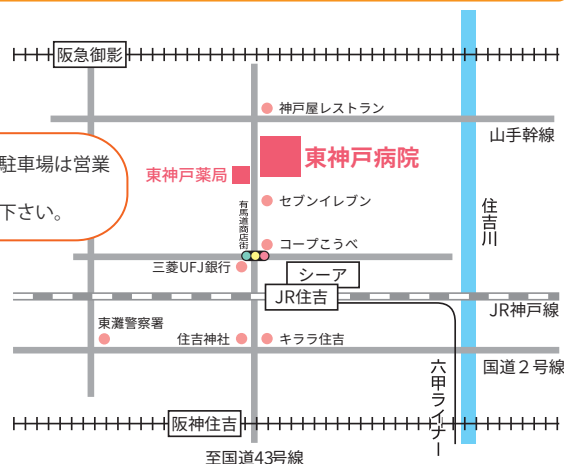 阪急御影
神戸屋レストラン
山手幹線
駐車場は営業
下さい。
東神戸病院
東神戸薬局
セブンイレブン
有馬道商店街
住吉川
コープこうべ
三菱UFJ銀行
シーア
JR住吉
JR神戸線
東灘警察署
住吉神社
キララ住吉
国道２号線
六甲ライナー
阪神住吉
至国道43号線